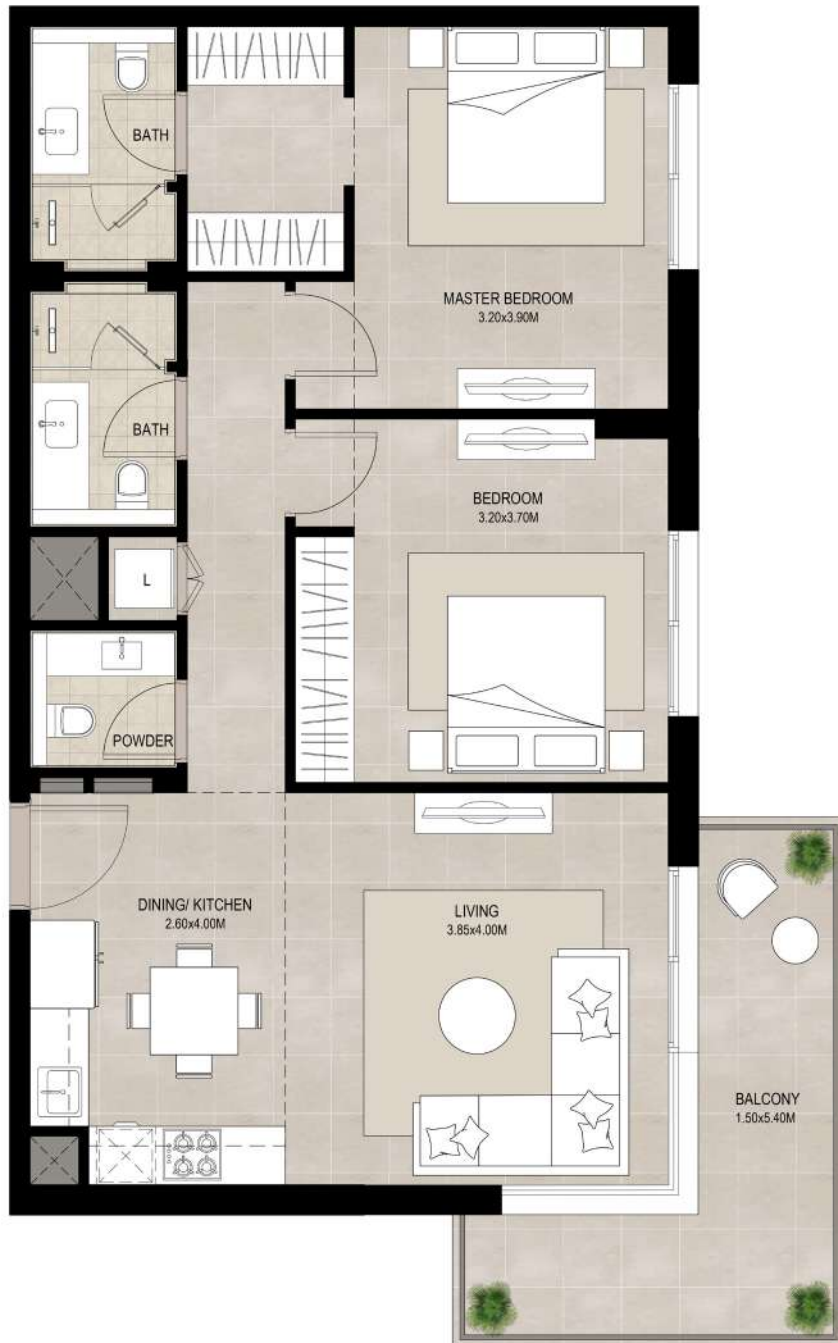 BATH
MASTER BEDROOM
3.20x3.90M
BATH
BEDROOM
3.20x3.70M
L
POWDER
DINING/ KITCHEN
2.60x4.00M
LIVING
3.85x4.00M
BALCONY
1.50x5.40M